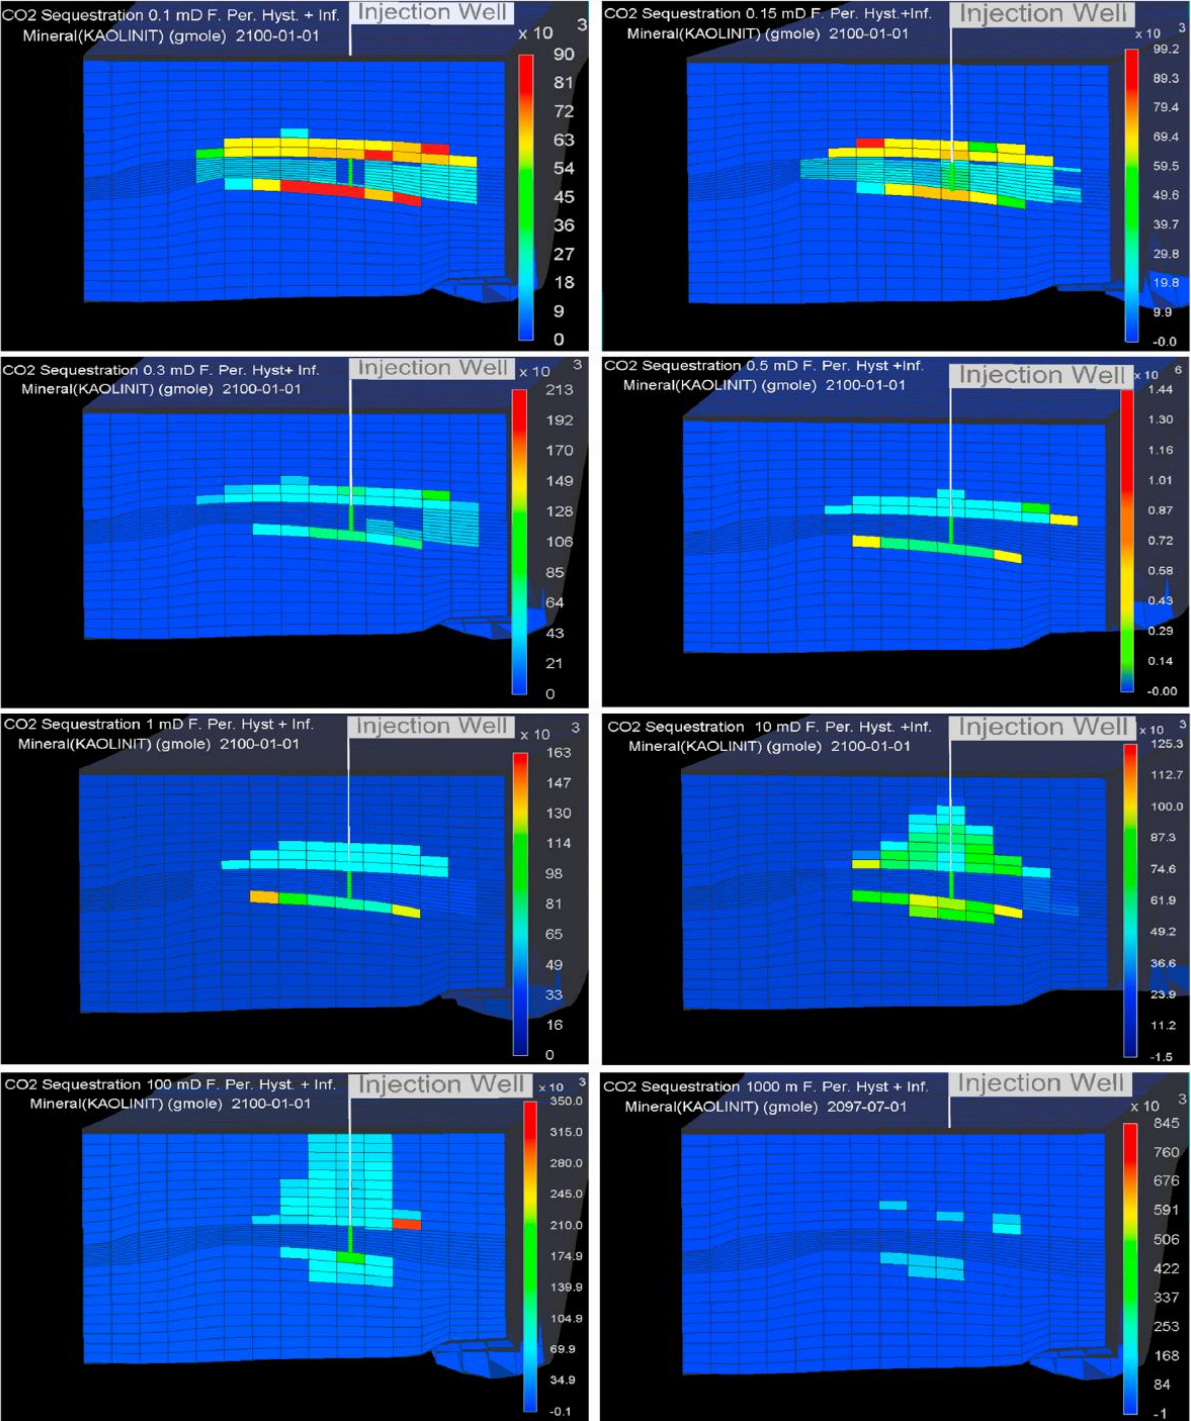 CO2 Sequestration 0.1 mD F. Per. Hyst. + Inf.
Mineral(KAOLINIT) (gmole) 2100-01-01
Injection Well
x 10 3
90
81
72
63
54
45
36
27
18
9
0
CO2 Sequestration 0.15 mD F. Per. Hyst.+Inf.
Mineral(KAOLINIT) (gmole) 2100-01-01
Injection Well
x 10 3
99.2
89.3
79.4
69.4
59.5
49.6
39.7
29.8
19.8
9.9
-0.0
CO2 Sequestration 0.3 mD F. Per. Hyst+ Inf.
Mineral(KAOLINIT) (gmole) 2100-01-01
Injection Well
x 10 3
213
192
170
149
128
106
85
64
43
21
0
CO2 Sequestration 0.5 mD F. Per. Hyst +Inf.
Mineral(KAOLINIT) (gmole) 2100-01-01
Injection Well
x 10 6
1.44
1.30
1.16
1.01
0.87
0.72
0.58
0.43
0.29
0.14
-0.00
CO2 Sequestration 1 mD F. Per. Hyst + Inf.
Mineral(KAOLINIT) (gmole) 2100-01-01
Injection Well
x 10 3
163
147
130
114
98
81
65
49
33
16
0
CO2 Sequestration 10 mD F. Per. Hyst. +Inf.
Mineral(KAOLINIT) (gmole) 2100-01-01
Injection Well
x 10 3
125.3
112.7
100.0
87.3
74.6
61.9
49.2
36.6
23.9
11.2
-1.5
CO2 Sequestration 100 mD F. Per. Hyst. + Inf.
Mineral(KAOLINIT) (gmole) 2100-01-01
Injection Well
x 10 3
350.0
315.0
280.0
245.0
210.0
174.9
139.9
104.9
69.9
34.9
-0.1
CO2 Sequestration 1000 m F. Per. Hyst + Inf.
Mineral(KAOLINIT) (gmole) 2097-07-01
Injection Well
x 10 3
845
760
676
591
506
422
337
253
168
84
-1